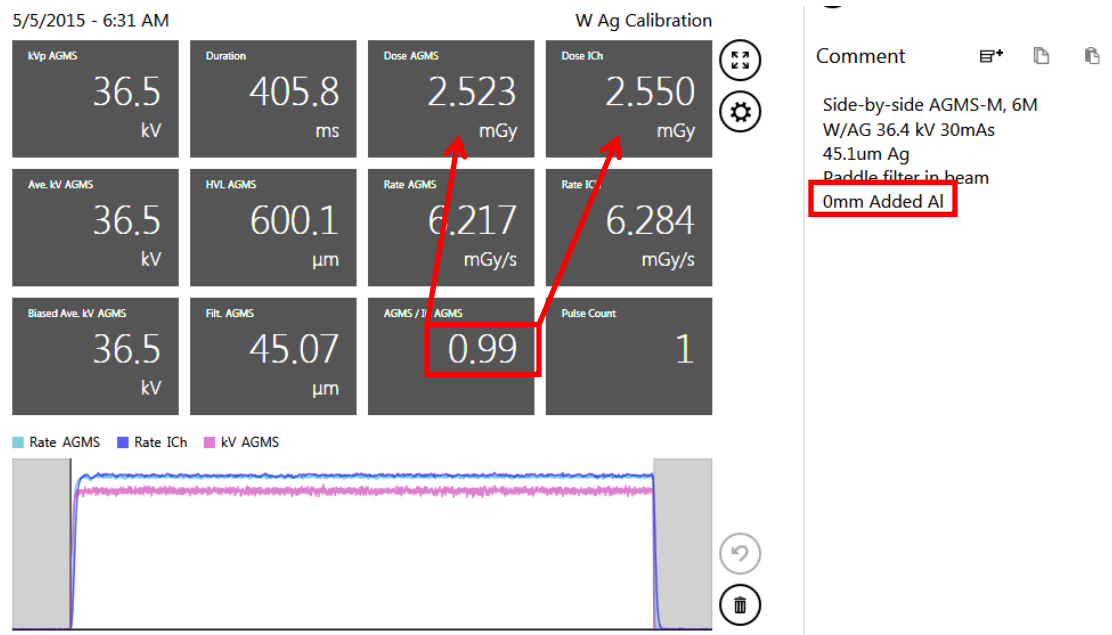 5/5/2015 - 6:31 AM
W Ag Calibration
kVp AGMS
36.5
kV
Duration
405.8
ms
Dose AGMS
2.523
mGy
Dose ICh
2.550
mGy
Ave. kV AGMS
36.5
kV
HVL AGMS
600.1
µm
Rate AGMS
6.217
mGy/s
Rate ICh
6.284
mGy/s
Biased Ave. kV AGMS
36.5
kV
Filt. AGMS
45.07
µm
AGMS / AGMS
0.99
Pulse Count
1
Rate AGMS
Rate ICh
kV AGMS
Comment
Side-by-side AGMS-M, 6M
W/AG 36.4 kV 30mAs
45.1um Ag
Paddle filter in beam
0mm Added Al